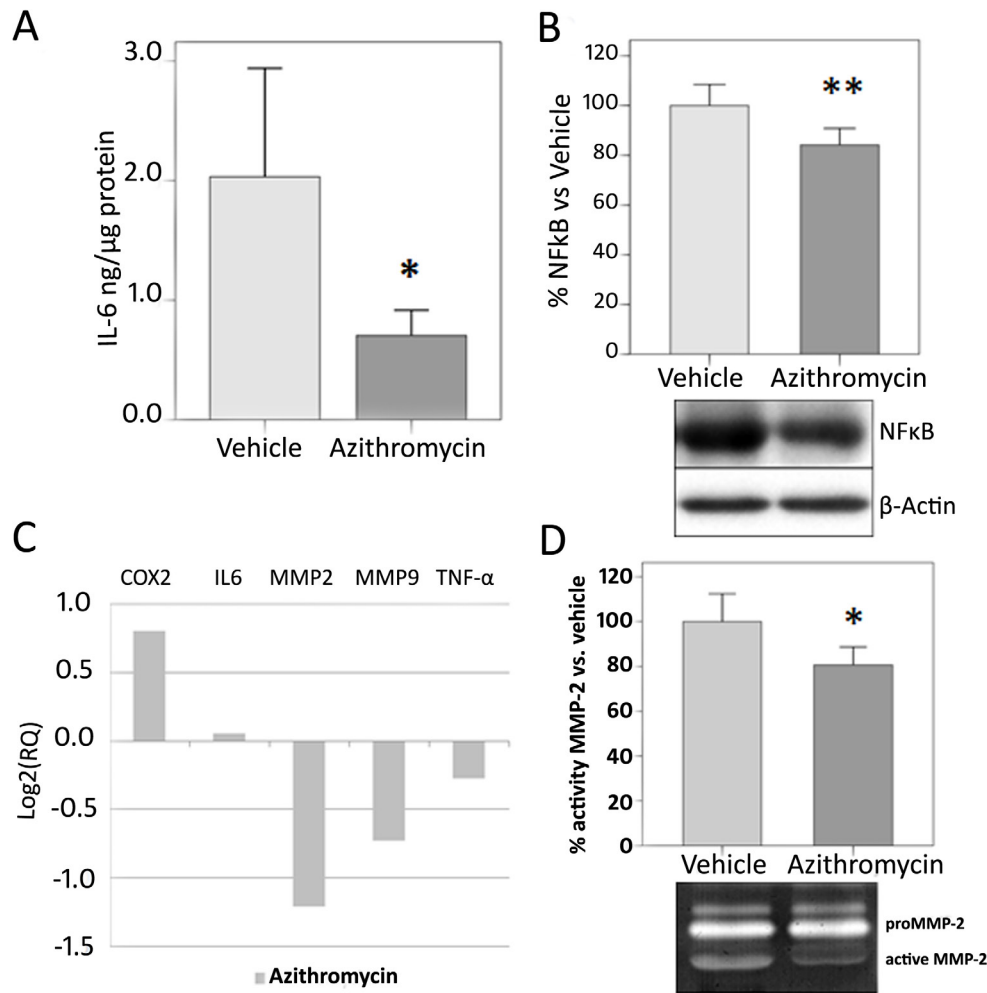 A
IL-6 ng/µg protein
3.0
2.0
1.0
0.0
*
Vehicle
Azithromycin
B
% NFkB vs Vehicle
120
100
80
60
40
20
0
**
Vehicle
Azithromycin
NFκB
β-Actin
C
COX2 IL6 MMP2 MMP9 TNF-α
Log2(RQ)
1.0
0.5
0.0
-0.5
-1.0
-1.5
Azithromycin
D
% activity MMP-2 vs. vehicle
120
100
80
60
40
20
0
*
Vehicle
Azithromycin
proMMP-2
active MMP-2